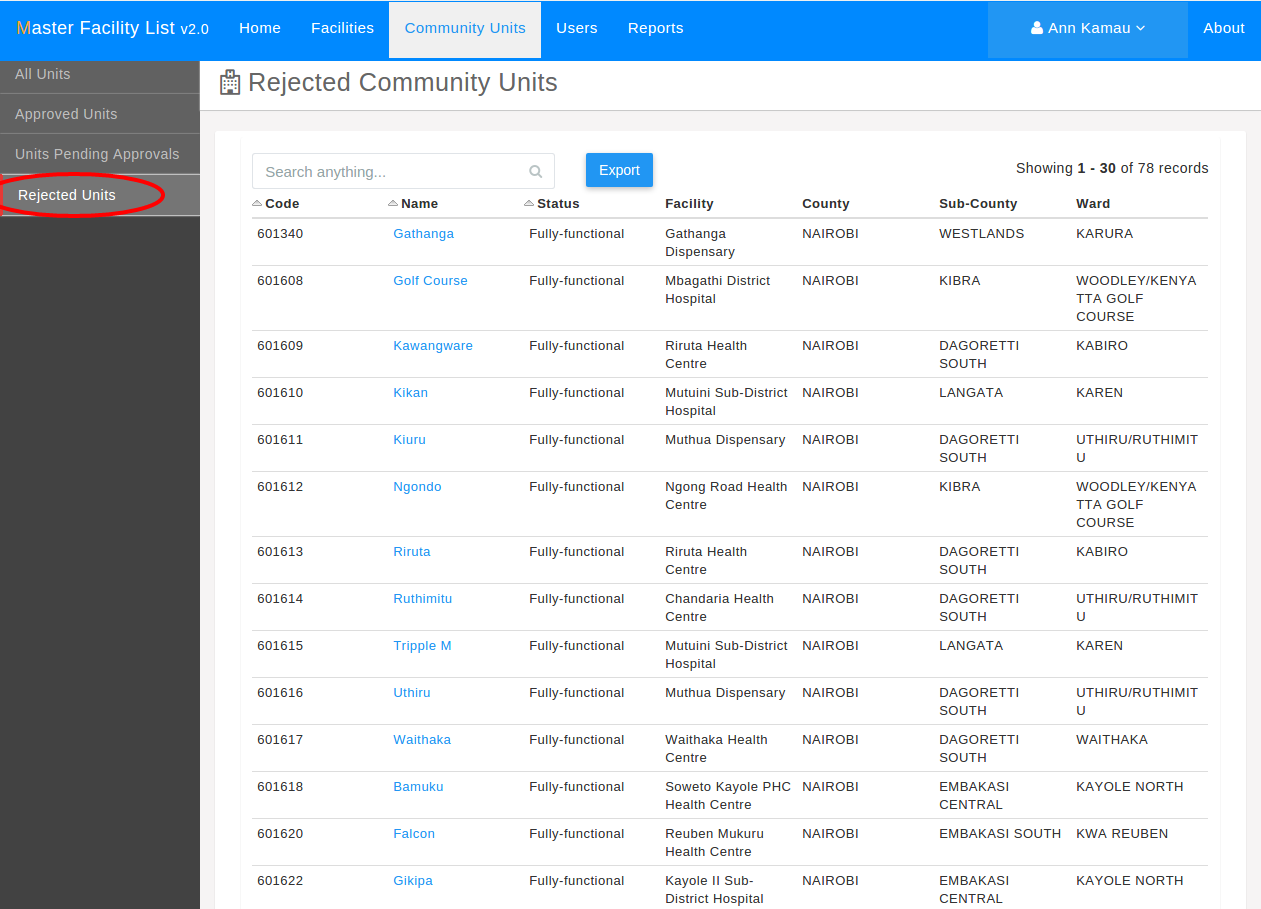 Master Facility List v2.0 Home Facilities Community Units Users Reports Ann Kamau About
All Units
Approved Units
Units Pending Approvals
Rejected Units
Rejected Community Units
Search anything... Export Showing 1 - 30 of 78 records
Code Name Status Facility County Sub-County Ward
601340 Gathanga Fully-functional Gathanga NAIROBI WESTLANDS KARURA
Dispensary
601608 Golf Course Fully-functional Mbagathi District NAIROBI KIBRA WOODLEY/KENYA
Hospital TTA GOLF
COURSE
601609 Kawangware Fully-functional Riruta Health NAIROBI DAGORETTI KABIRO
Centre SOUTH
601610 Kikan Fully-functional Mutuini Sub-District NAIROBI LANGATA KAREN
Hospital
601611 Kiuru Fully-functional Muthua Dispensary NAIROBI DAGORETTI UTHIRU/RUTHIMIT
SOUTH U
601612 Ngondo Fully-functional Ngong Road Health NAIROBI KIBRA WOODLEY/KENYA
Centre TTA GOLF
COURSE
601613 Riruta Fully-functional Riruta Health NAIROBI DAGORETTI KABIRO
Centre SOUTH
601614 Ruthimitu Fully-functional Chandaria Health NAIROBI DAGORETTI UTHIRU/RUTHIMIT
Centre SOUTH U
601615 Tripple M Fully-functional Mutuini Sub-District NAIROBI LANGATA KAREN
Hospital
601616 Uthiru Fully-functional Muthua Dispensary NAIROBI DAGORETTI UTHIRU/RUTHIMIT
SOUTH U
601617 Waithaka Fully-functional Waithaka Health NAIROBI DAGORETTI WAITHAKA
Centre SOUTH
601618 Bamuku Fully-functional Soweto Kayole PHC NAIROBI EMBAKASI KAYOLE NORTH
Health Centre CENTRAL
601620 Falcon Fully-functional Reuben Mukuru NAIROBI EMBAKASI SOUTH KWA REUBEN
Health Centre
601622 Gikipa Fully-functional Kayole II Sub- NAIROBI EMBAKASI KAYOLE NORTH
District Hospital CENTRAL